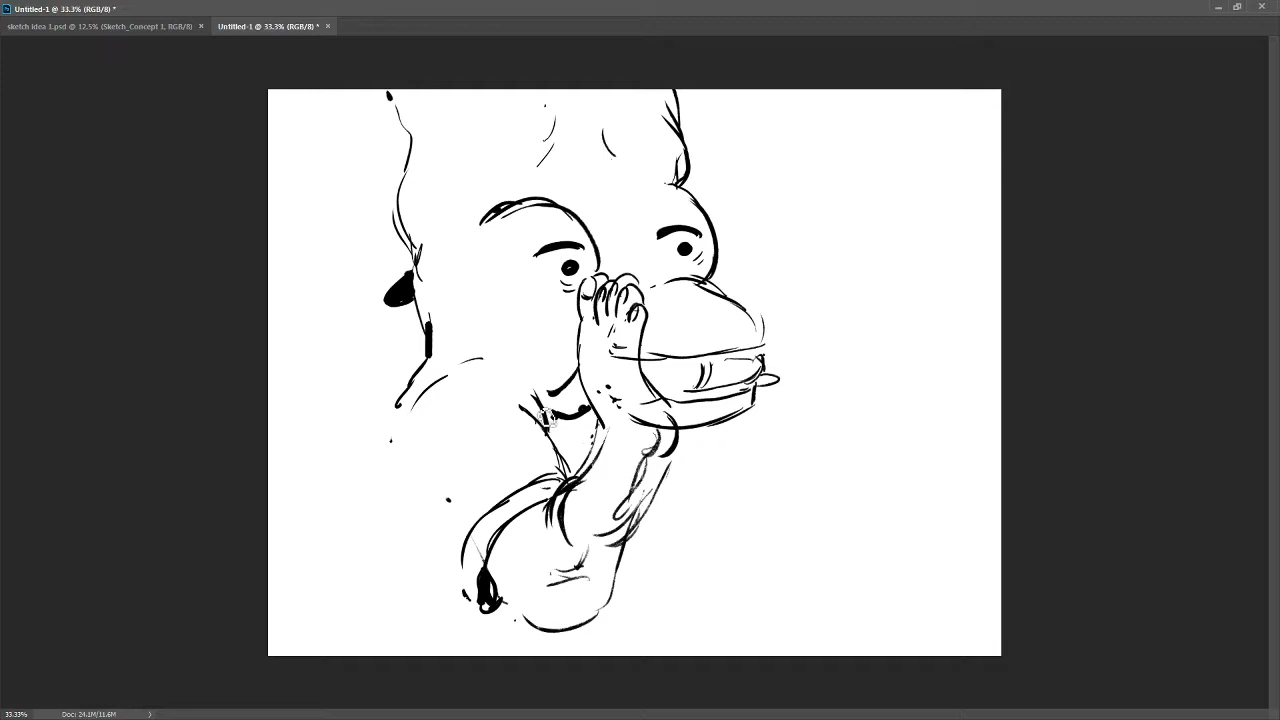 Untitled-1 @ 33.3% (RGB/8) *
sketch idea 1.psd @ 12.5% (Sketch_Concept 1, RGB/8) ×
Untitled-1 @ 33.3% (RGB/8) * ×
33.33%
Doc: 24.1M/11.6M